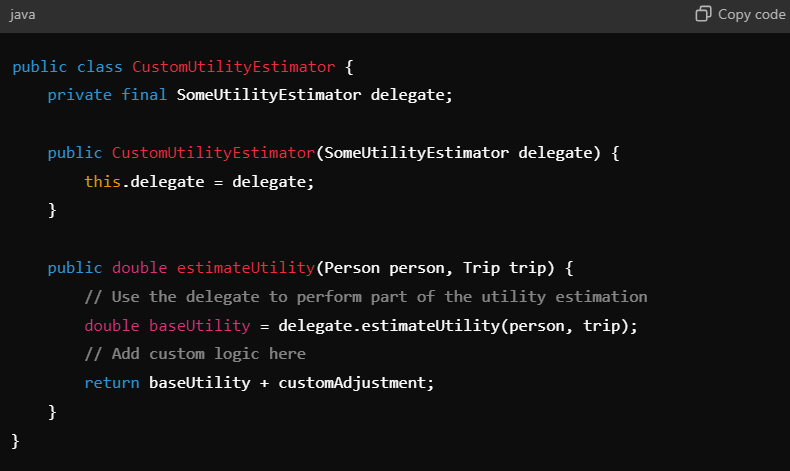 java
Copy code
public class CustomUtilityEstimator {
    private final SomeUtilityEstimator delegate;
    public CustomUtilityEstimator(SomeUtilityEstimator delegate) {
        this.delegate = delegate;
    }
    public double estimateUtility(Person person, Trip trip) {
        // Use the delegate to perform part of the utility estimation
        double baseUtility = delegate.estimateUtility(person, trip);
        // Add custom logic here
        return baseUtility + customAdjustment;
    }
}